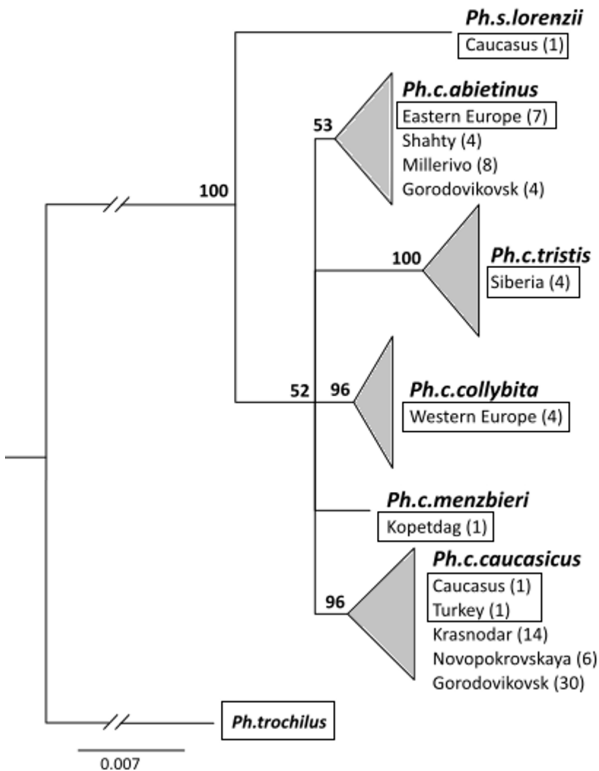 Ph.s.lorenzii
Caucasus (1)
Ph.c.abietinus
53
Eastern Europe (7)
Shahty (4)
Millerivo (8)
Gorodovikovsk (4)
100
Ph.c.tristis
100
Siberia (4)
Ph.c.collybita
52
96
Western Europe (4)
Ph.c.menzbieri
Kopetdag (1)
Ph.c.caucasicus
Caucasus (1)
96
Turkey (1)
Krasnodar (14)
Novopokrovskaya (6)
Gorodovikovsk (30)
Ph.trochilus
0.007